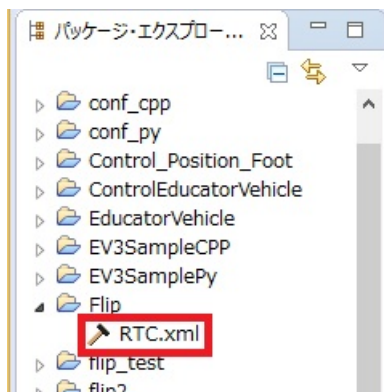 パッケージ・エクスプロー...
conf_cpp
conf_py
Control_Position_Foot
ControlEducatorVehicle
EducatorVehicle
EV3SampleCPP
EV3SamplePy
Flip
RTC.xml
flip_test
flip2